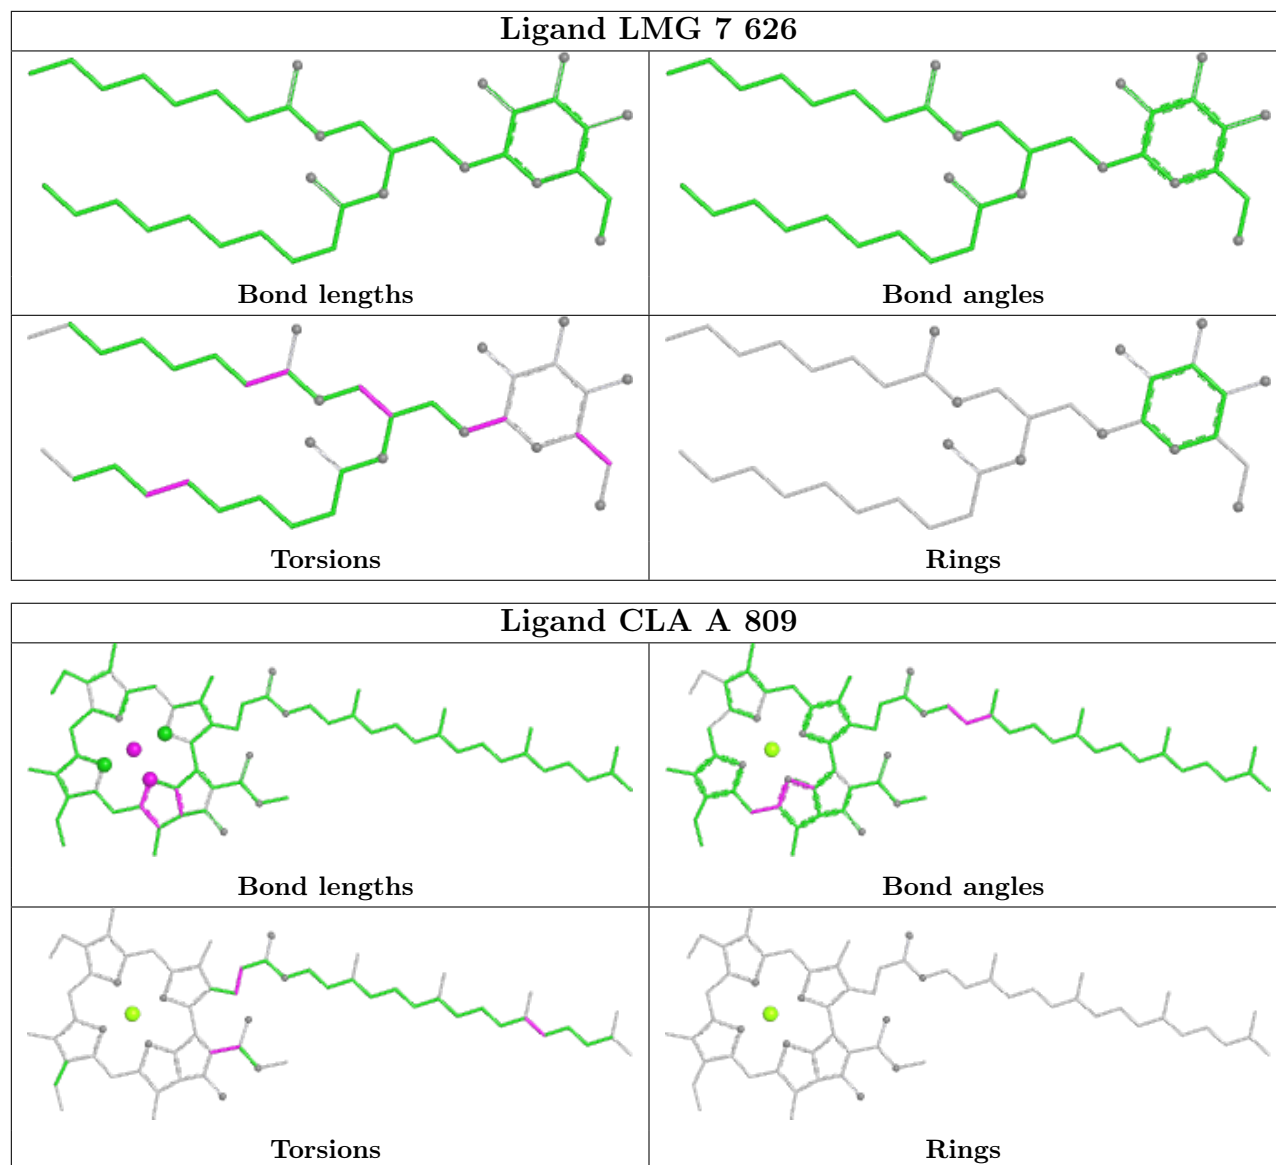 Ligand LMG 7 626
Bond lengths
Bond angles
Torsions
Rings
Ligand CLA A 809
Bond lengths
Bond angles
Torsions
Rings